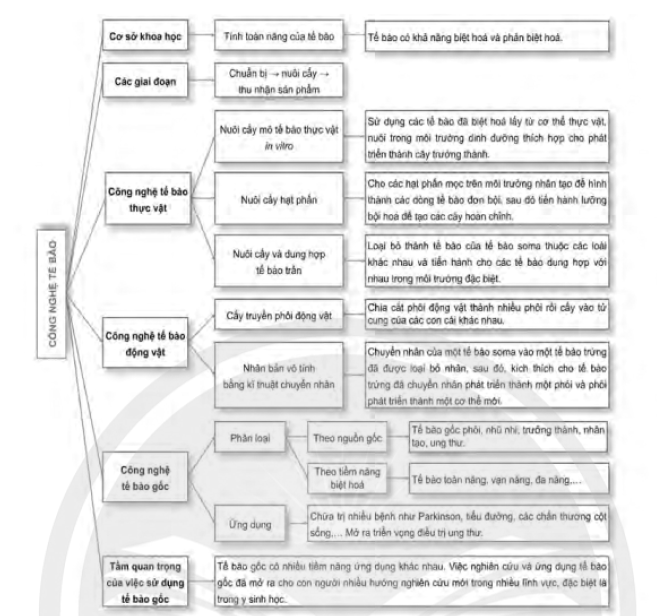 CÔNG NGHỆ TẾ BÀO
Cơ sở khoa học
Tính toàn năng của tế bào
Tế bào có khả năng biệt hoá và phản biệt hoá.
Các giai đoạn
Chuẩn bị → nuôi cấy →
thu nhận sản phẩm
Công nghệ tế bào
thực vật
Nuôi cấy mô tế bào thực vật
in vitro
Sử dụng các tế bào đã biệt hoá lấy từ cơ thể thực vật,
nuôi trong môi trường dinh dưỡng thích hợp cho phát
triển thành cây trưởng thành.
Nuôi cấy hạt phấn
Cho các hạt phấn mọc trên môi trường nhân tạo để hình
thành các dòng tế bào đơn bội, sau đó tiến hành lưỡng
bội hoá để tạo các cây hoàn chỉnh.
Nuôi cấy và dung hợp
tế bào trần
Loại bỏ thành tế bào của tế bào soma thuộc các loài
khác nhau và tiến hành cho các tế bào dung hợp với
nhau trong môi trường đặc biệt.
Công nghệ tế bào
động vật
Cấy truyền phôi động vật
Chia cắt phôi động vật thành nhiều phôi rồi cấy vào tử
cung của các con cái khác nhau.
Nhân bản vô tính
bằng kĩ thuật chuyển nhân
Chuyển nhân của một tế bào soma vào một tế bào trứng
đã được loại bỏ nhân, sau đó, kích thích cho tế bào
trứng đã chuyển nhân phát triển thành một phôi và phôi
phát triển thành một cơ thể mới.
Công nghệ
tế bào gốc
Phân loại
Theo nguồn gốc
Tế bào gốc phôi, nhũ nhi, trưởng thành, nhân
tạo, ung thư.
Theo tiềm năng
biệt hoá
Tế bào toàn năng, vạn năng, đa năng,...
Ứng dụng
Chữa trị nhiều bệnh như Parkinson, tiểu đường, các chấn thương cột
sống,... Mở ra triển vọng điều trị ung thư.
Tầm quan trọng
của việc sử dụng
tế bào gốc
Tế bào gốc có nhiều tiềm năng ứng dụng khác nhau. Việc nghiên cứu và ứng dụng tế bào
gốc đã mở ra cho con người nhiều hướng nghiên cứu mới trong nhiều lĩnh vực, đặc biệt là
trong y sinh học.